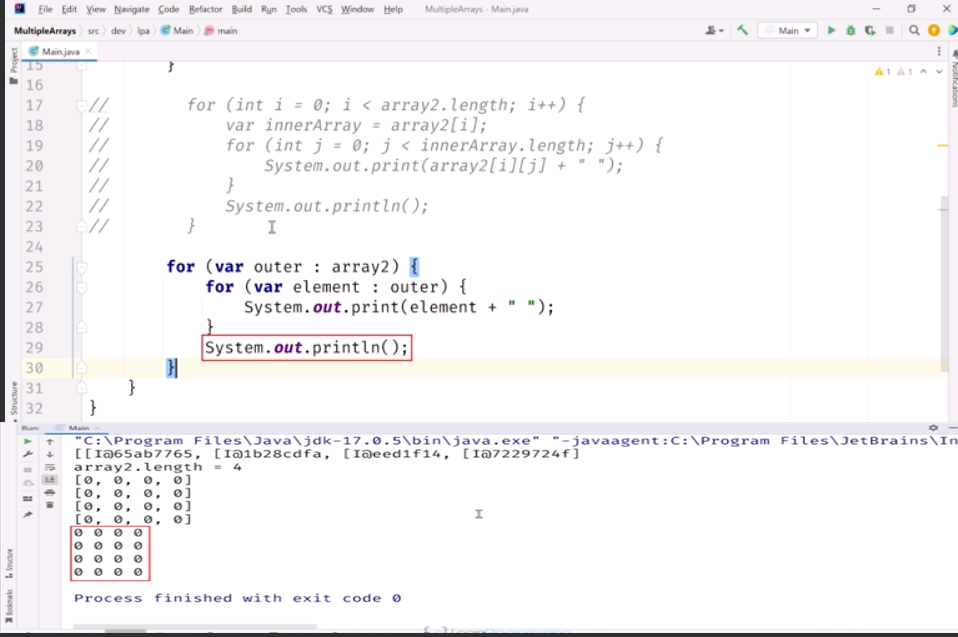 File Edit View Navigate Code Refactor Build Run Tools VCS Window Help MultipleArrays - Main.java
MultipleArrays src dev lpa Main main Main
Project
Main.java
Notifications
15 }
1 1
16
17 // for (int i = 0; i < array2.length; i++) {
18 // var innerArray = array2[i];
19 // for (int j = 0; j < innerArray.length; j++) {
20 // System.out.print(array2[i][j] + " ");
21 // }
22 // System.out.println();
23 // }
24
25 for (var outer : array2) {
26 for (var element : outer) {
27 System.out.print(element + " ");
28 }
29 System.out.println();
30 }
31 }
32 }
Structure
Run: Main
"C:\Program Files\Java\jdk-17.0.5\bin\java.exe" "-javaagent:C:\Program Files\JetBrains\In
[[I@65ab7765, [I@1b28cdfa, [I@eed1f14, [I@7229724f]
array2.length = 4
[0, 0, 0, 0]
[0, 0, 0, 0]
[0, 0, 0, 0]
[0, 0, 0, 0]
0 0 0 0
0 0 0 0
0 0 0 0
0 0 0 0
Process finished with exit code 0
Structure
Bookmarks